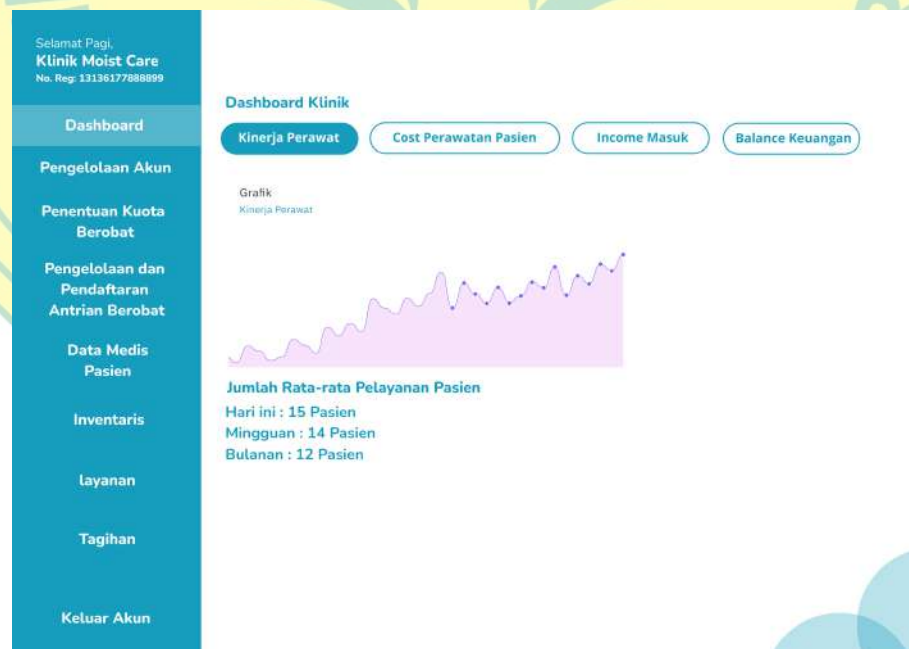 Selamat Pagi,
Klinik Moist Care
No. Reg: 13136177888899
Dashboard
Pengelolaan Akun
Penentuan Kuota
Berobat
Pengelolaan dan
Pendaftaran
Antrian Berobat
Data Medis
Pasien
Inventaris
layanan
Tagihan
Keluar Akun
Dashboard Klinik
Kinerja Perawat
Cost Perawatan Pasien
Income Masuk
Balance Keuangan
Grafik
Kinerja Perawat
Jumlah Rata-rata Pelayanan Pasien
Hari ini : 15 Pasien
Mingguan : 14 Pasien
Bulanan : 12 Pasien